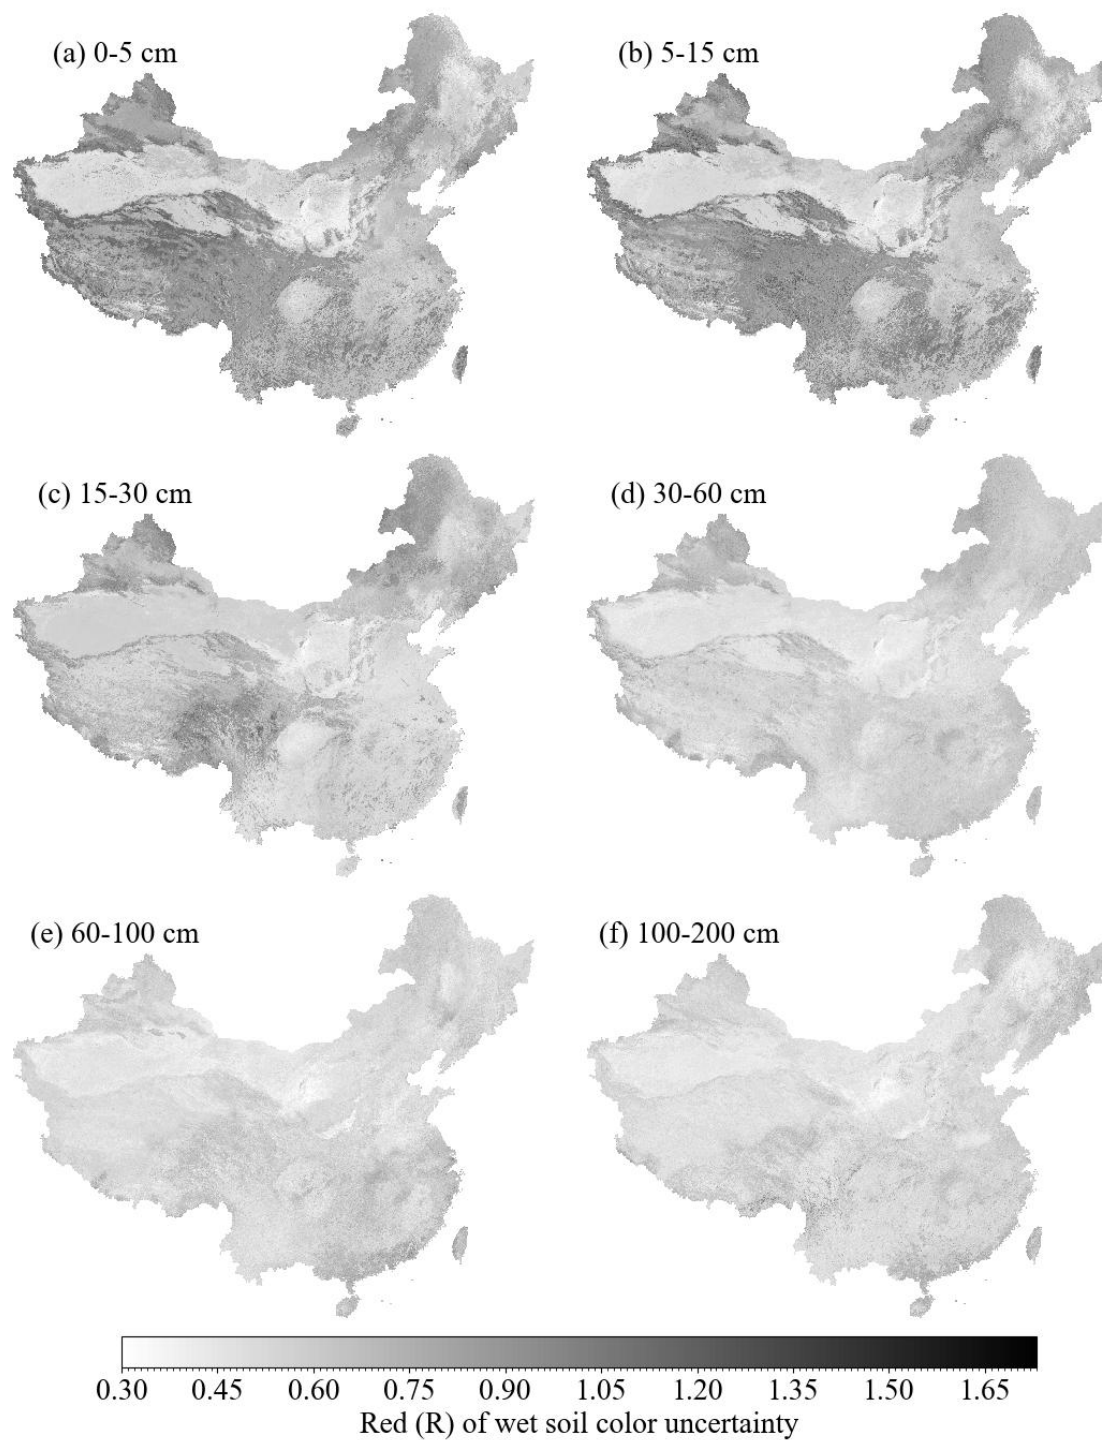 (a) 0-5 cm
(b) 5-15 cm
(c) 15-30 cm
(d) 30-60 cm
(e) 60-100 cm
(f) 100-200 cm
0.30 0.45 0.60 0.75 0.90 1.05 1.20 1.35 1.50 1.65
Red (R) of wet soil color uncertainty